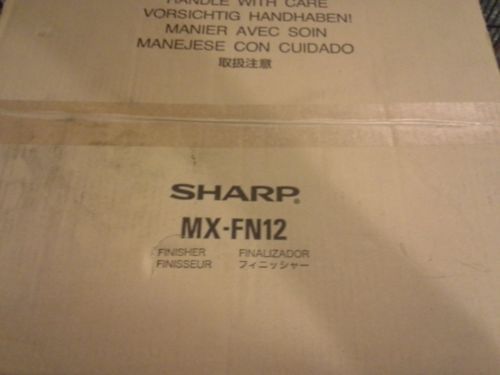 HANDLE WITH CARE
VORSICHTIG HANDHABEN!
MANIER AVEC SOIN
MANEJESE CON CUIDADO
取扱注意
SHARP®
MX-FN12
FINISHER FINALIZADOR
FINISSEUR フィニッシャー